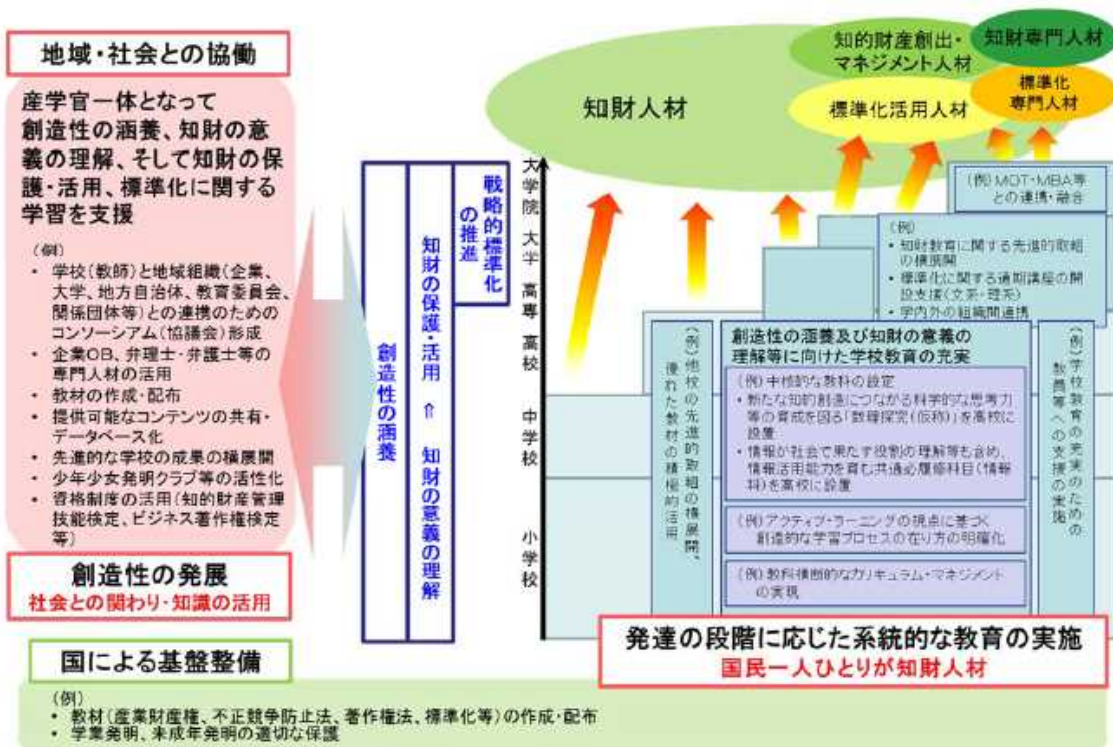 地域・社会との協働
産学官一体となって
創造性の涵養、知財の意
義の理解、そして知財の保
護・活用、標準化に関する
学習を支援
(例)
・ 学校(教師)と地域組織(企業、
大学、地方自治体、教育委員会、
関係団体等)との連携のための
コンソーシアム(協議会)形成
・ 企業OB、弁理士・弁護士等の
専門人材の活用
・ 教材の作成・配布
・ 提供可能なコンテンツの共有・
データベース化
・ 先進的な学校の成果の横展開
・ 少年少女発明クラブ等の活性化
・ 資格制度の活用(知的財産管理
技能検定、ビジネス著作権検定
等)
創造性の発展
社会との関わり・知識の活用
創造性の涵養
知財の保護・活用 ⇑ 知財の意義の理解
戦略的標準化
の推進
大学院 大学 高専 高校 中学校 小学校
知財人材
知的財産創出・
マネジメント人材
知財専門人材
標準化活用人材
標準化
専門人材
(例)MOT・MBA等
との連携・融合
(例)
・ 知財教育に関する先進的取組
の横展開
・ 標準化に関する通期講座の開
設支援(文系・理系)
・ 学内外の組織間連携
(例)他校の先進的取組の横展開、
優れた教材の積極的活用
創造性の涵養及び知財の意義の
理解等に向けた学校教育の充実
(例)中核的な教科の設定
・ 新たな知的創造につながる科学的な思考力
等の育成を図る「数理探究(仮称)」を高校に
設置
・ 情報が社会で果たす役割の理解等も含め、
情報活用能力を育む共通必履修科目(情報
科)を高校に設置
(例)アクティブ・ラーニングの視点に基づく
創造的な学習プロセスの在り方の明確化
(例)教科横断的なカリキュラム・マネジメント
の実現
(例)学校教育の充実のための
教員等への支援の実施
発達の段階に応じた系統的な教育の実施
国民一人ひとりが知財人材
国による基盤整備
(例)
・ 教材(産業財産権、不正競争防止法、著作権法、標準化等)の作成・配布
・ 学業発明、未成年発明の適切な保護